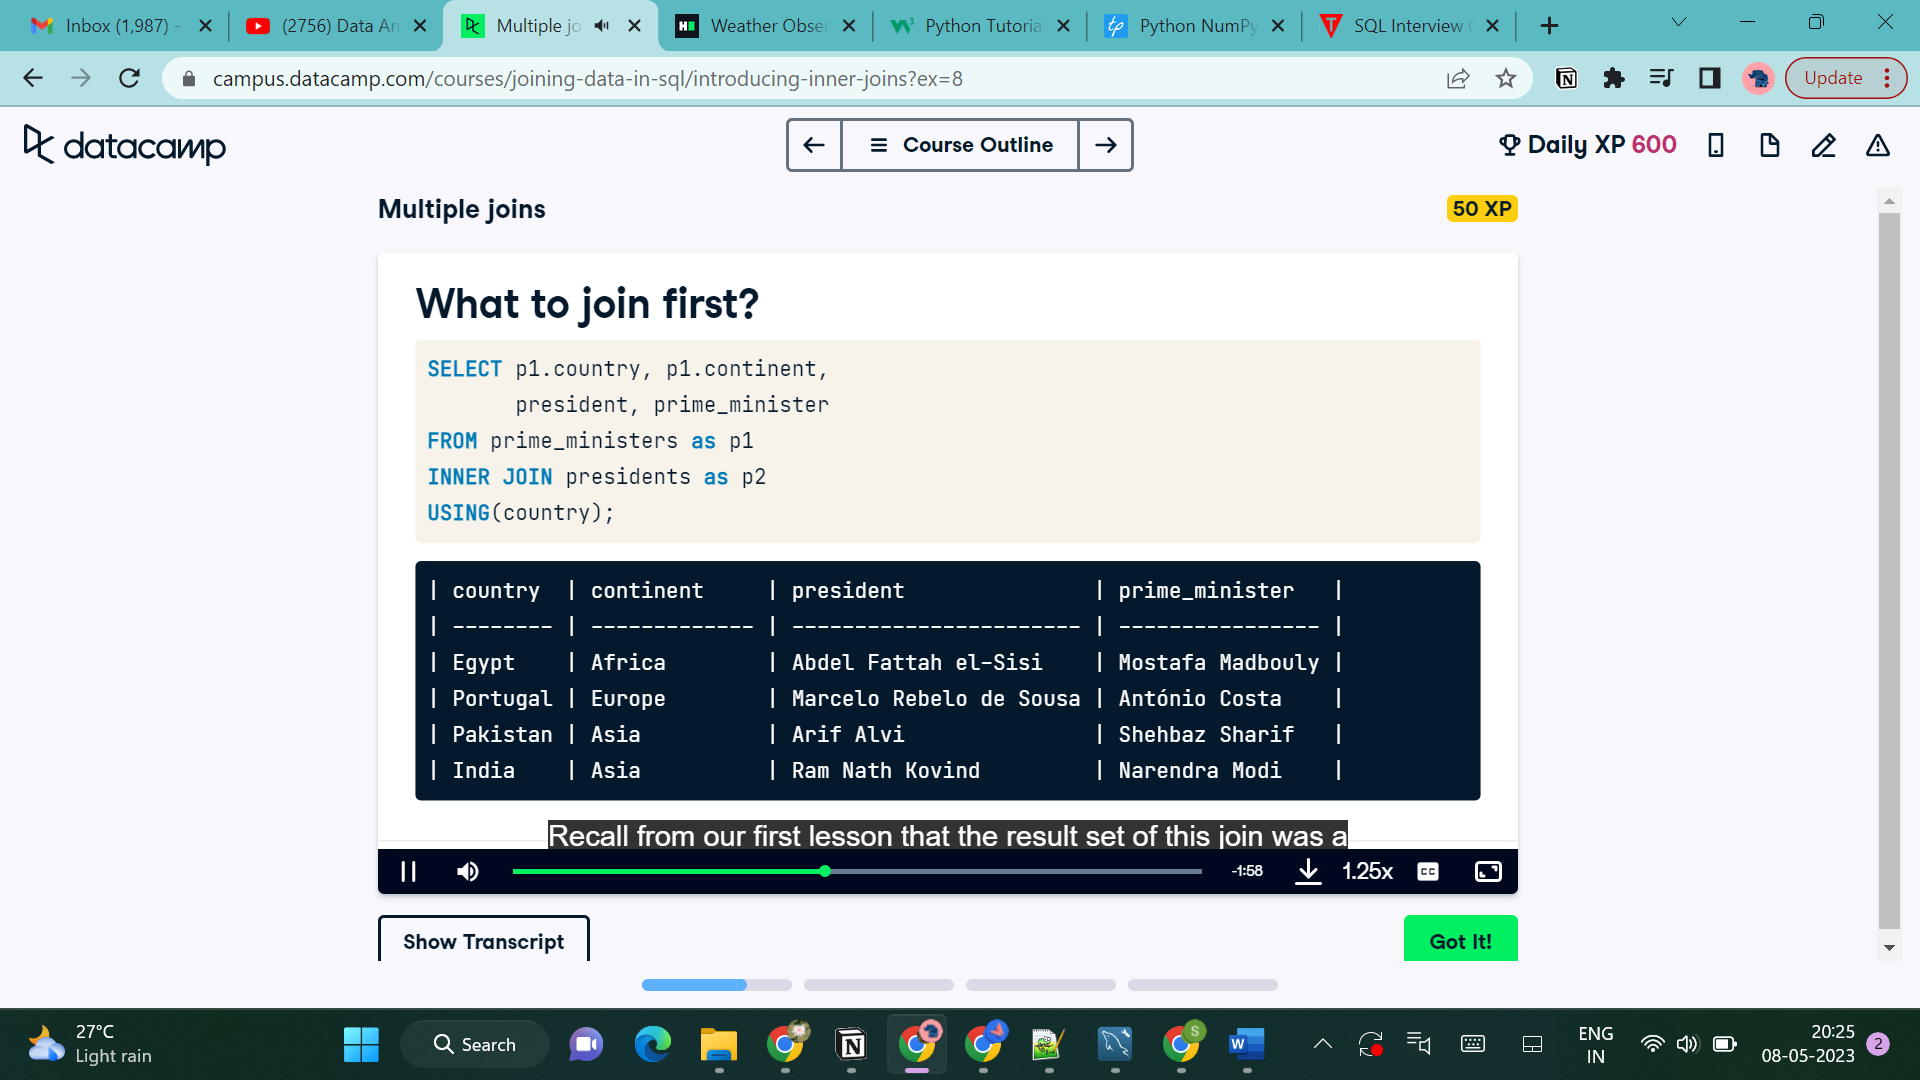 Inbox (1,987) -
(2756) Data An
Multiple jo
Weather Obser
Python Tutoria
Python NumPy
SQL Interview
campus.datacamp.com/courses/joining-data-in-sql/introducing-inner-joins?ex=8
Update
datacamp
Course Outline
Daily XP 600
Multiple joins
50 XP
What to join first?
SELECT p1.country, p1.continent,
president, prime_minister
FROM prime_ministers as p1
INNER JOIN presidents as p2
USING(country);
| country | continent | president | prime_minister |
| -------- | ------------- | ----------------------- | ---------------- |
| Egypt | Africa | Abdel Fattah el-Sisi | Mostafa Madbouly |
| Portugal | Europe | Marcelo Rebelo de Sousa | António Costa |
| Pakistan | Asia | Arif Alvi | Shehbaz Sharif |
| India | Asia | Ram Nath Kovind | Narendra Modi |
Recall from our first lesson that the result set of this join was a
-1:58
1.25x
CC
Show Transcript
Got It!
27°C
Light rain
Search
ENG
IN
20:25
08-05-2023
2